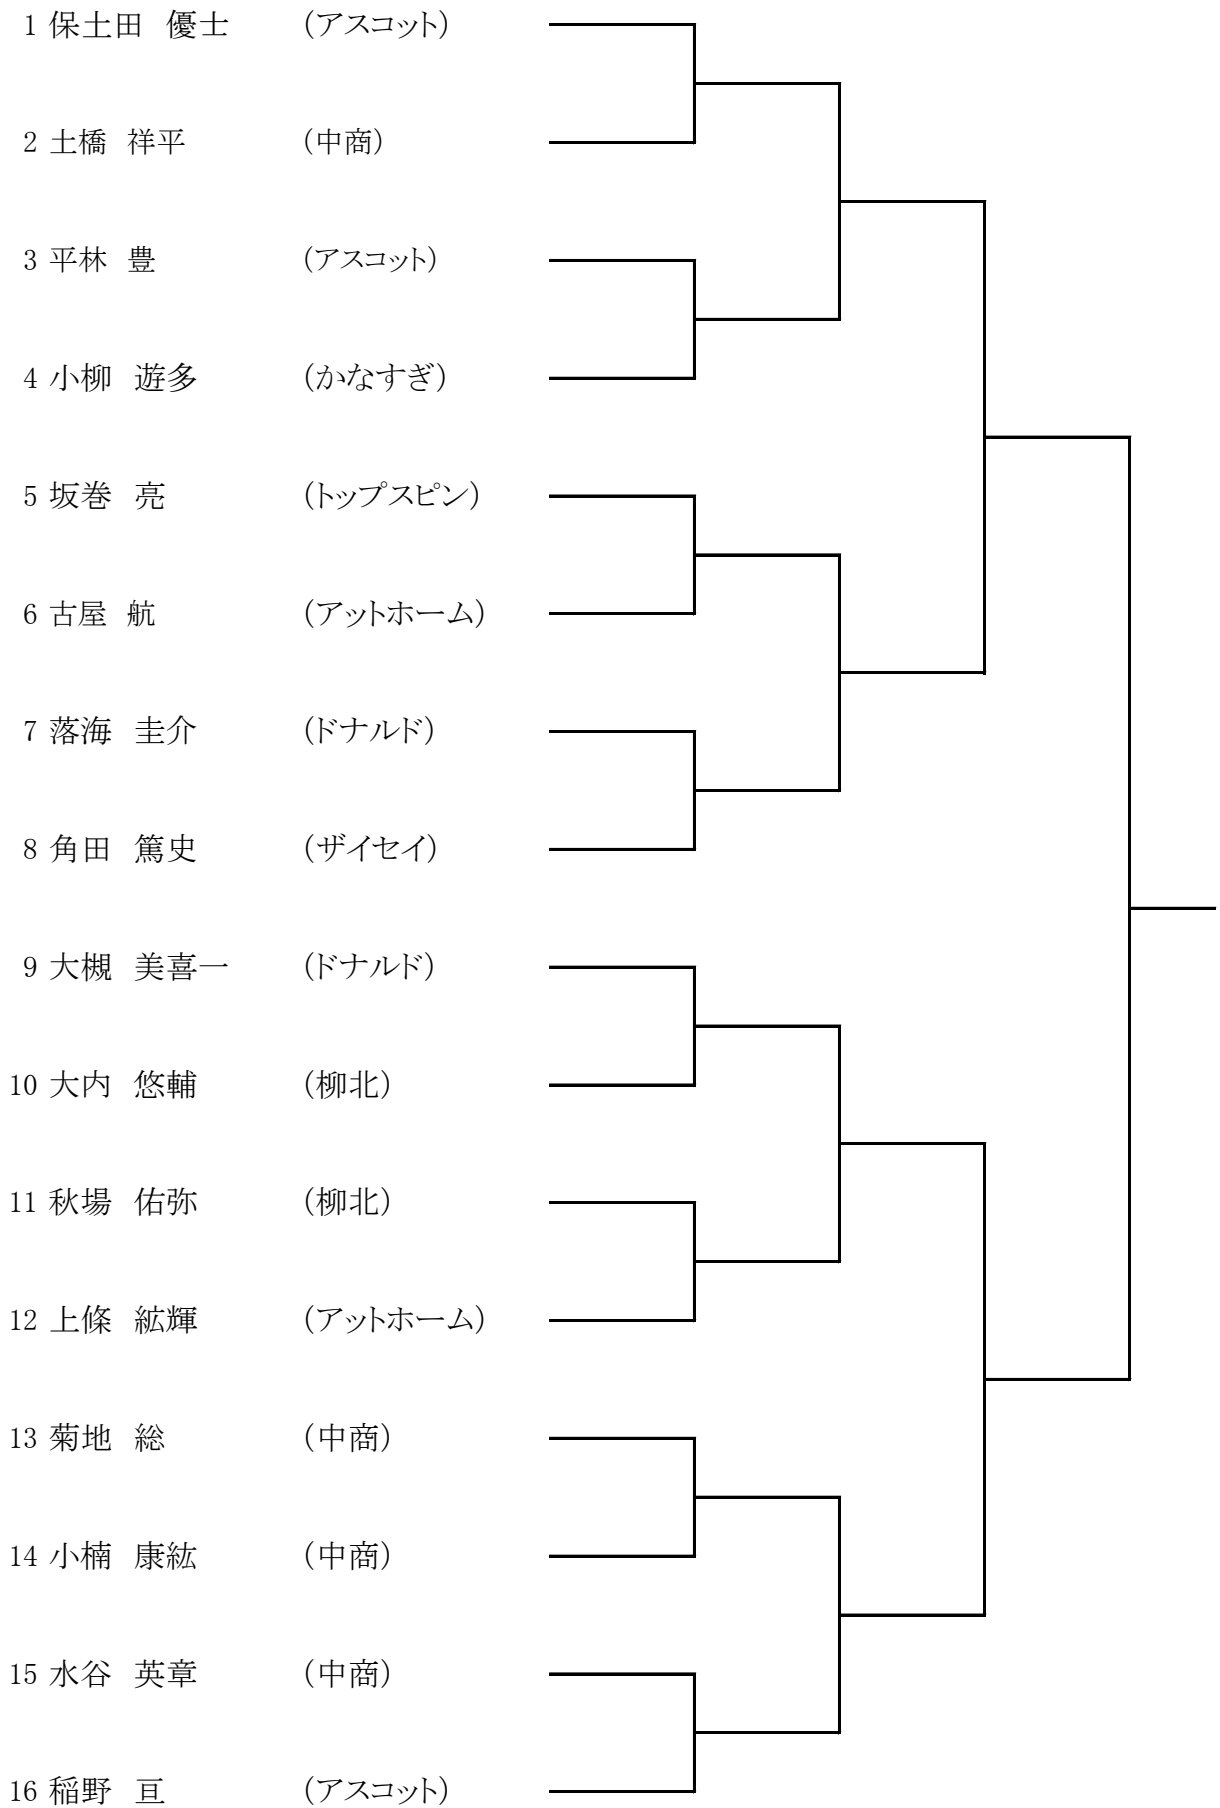 1 保土田　優士 (アスコット)
2 土橋　祥平 (中商)
3 平林　豊 (アスコット)
4 小柳　遊多 (かなすぎ)
5 坂巻　亮 (トップスピン)
6 古屋　航 (アットホーム)
7 落海　圭介 (ドナルド)
8 角田　篤史 (ザイセイ)
9 大槻　美喜一 (ドナルド)
10 大内　悠輔 (柳北)
11 秋場　佑弥 (柳北)
12 上條　紘輝 (アットホーム)
13 菊地　総 (中商)
14 小楠　康紘 (中商)
15 水谷　英章 (中商)
16 稲野　亘 (アスコット)